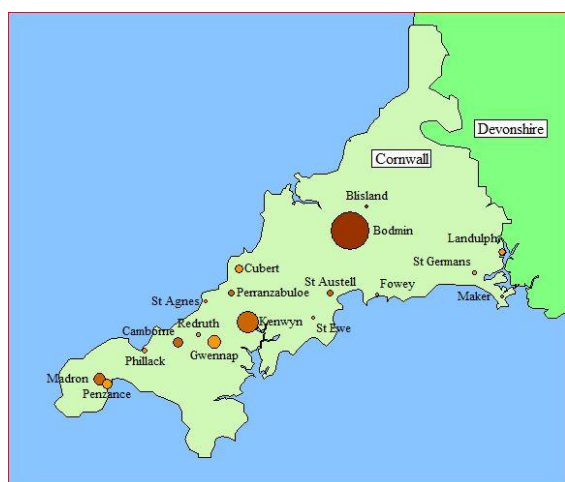 Devonshire
Cornwall
Blisland
Bodmin
Landulph
St Germans
Cubert
St Austell
Fowey
Perranzabuloe
Maker
St Agnes
Redruth
Kenwyn
St Ewe
Camborne
Gwennap
Phillack
Madron
Penzance